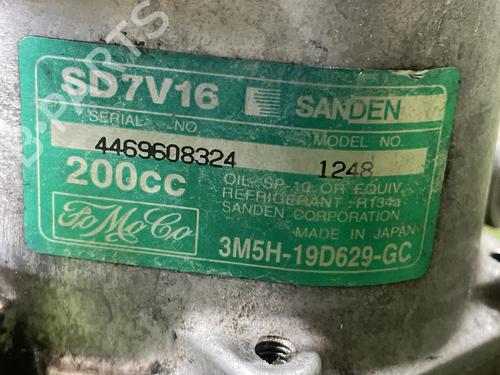 SD7V16 SANDEN
SERIAL NO MODEL NO.
4469608324 1248
200cc
OIL SP-10 OR EQUIV.
REFRIGERANT R134a
SANDEN CORPORATION
MADE IN JAPAN
FoMoCo
3M5H-19D629-GC
B-PARTS